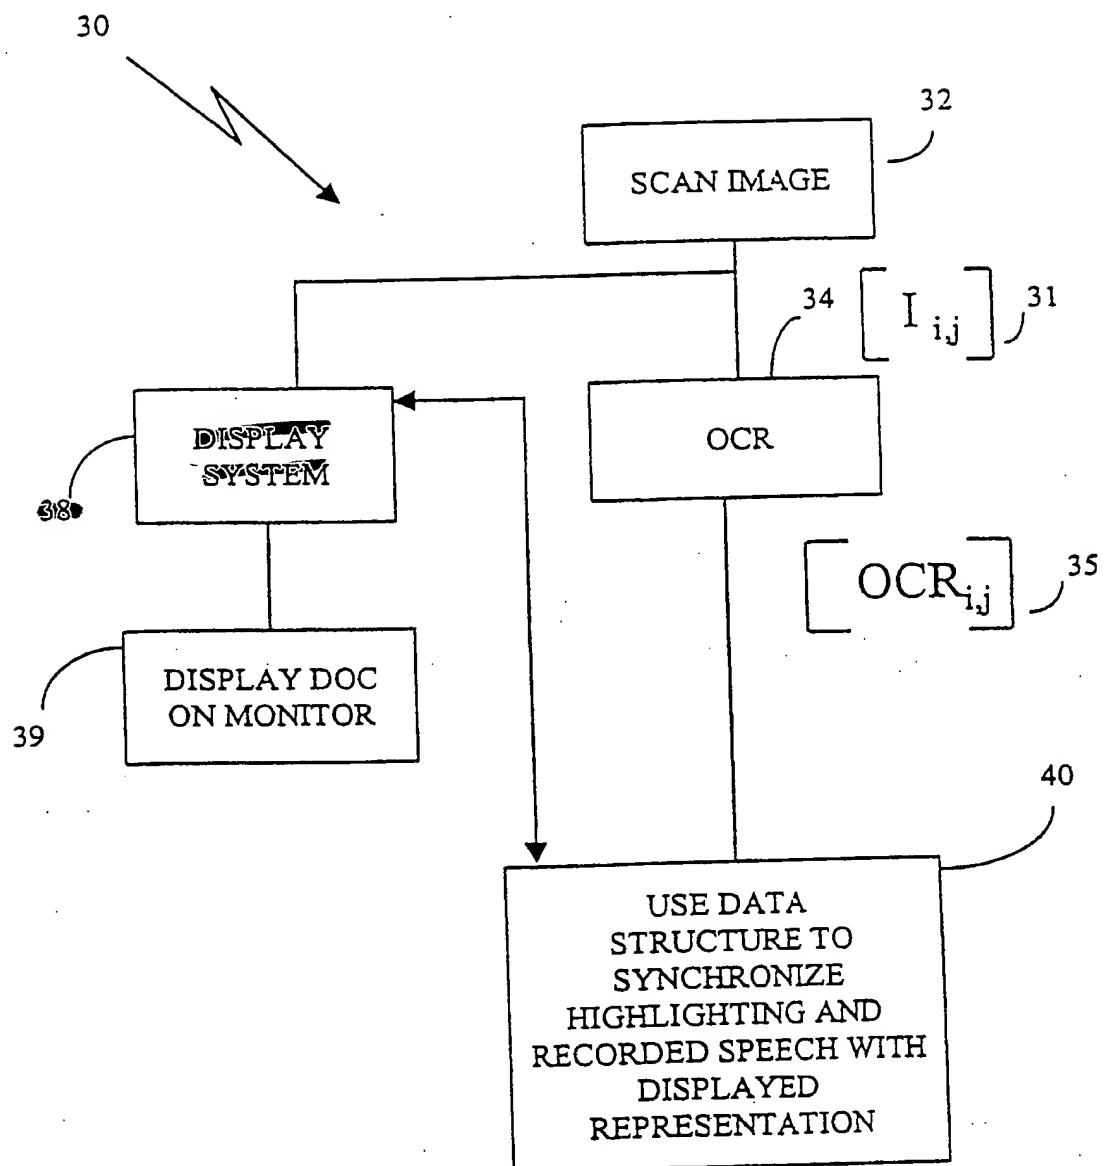 30
32
SCAN IMAGE
34
[I i,j]
31
DISPLAY
SYSTEM
38
OCR
[OCR i,j]
35
39
DISPLAY DOC
ON MONITOR
40
USE DATA
STRUCTURE TO
SYNCHRONIZE
HIGHLIGHTING AND
RECORDED SPEECH WITH
DISPLAYED
REPRESENTATION